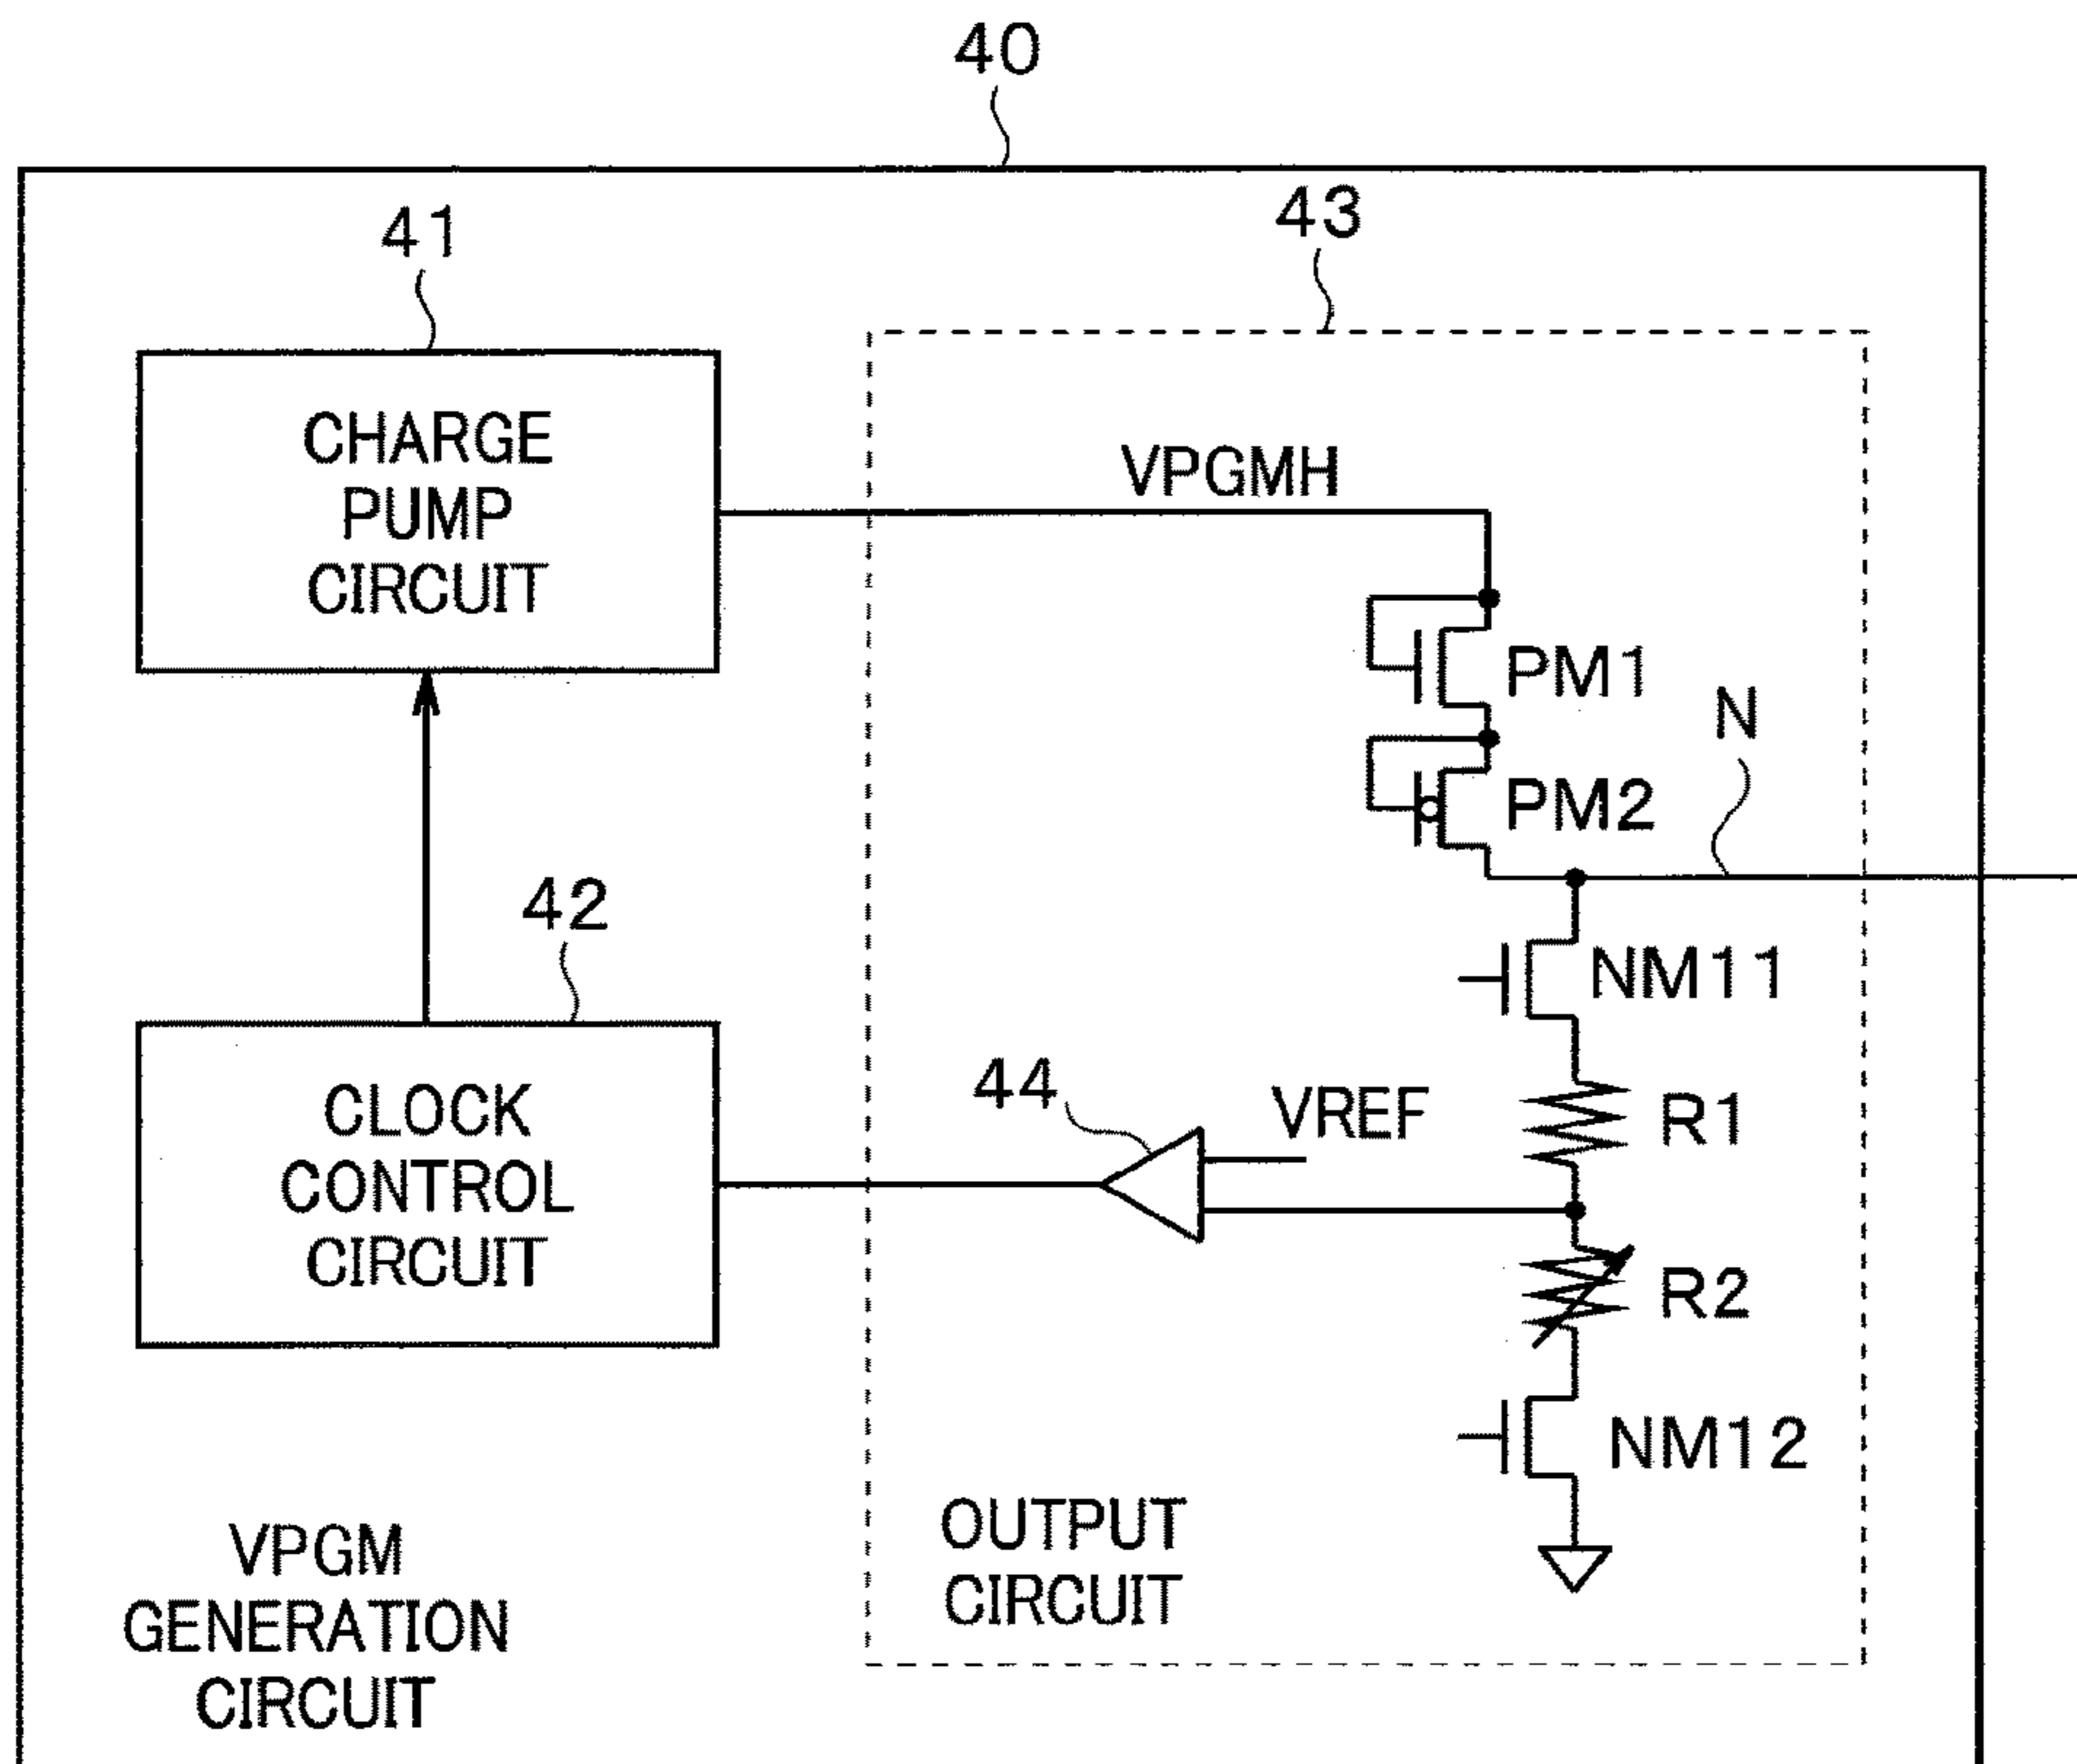 40
41
43
CHARGE
PUMP
CIRCUIT
VPGMH
PM1
N
PM2
42
NM11
44
VREF
R1
CLOCK
CONTROL
CIRCUIT
R2
NM12
OUTPUT
CIRCUIT
VPGM
GENERATION
CIRCUIT